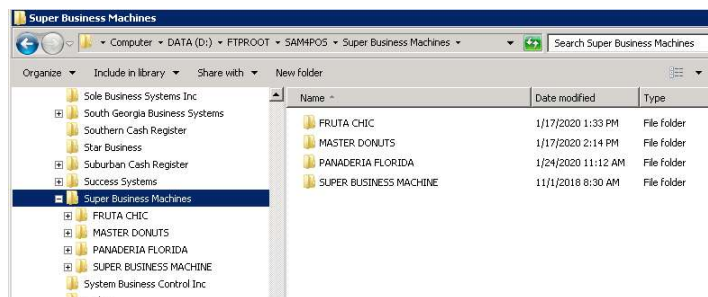 Super Business Machines
Computer DATA (D:) FTPROOT SAM4POS Super Business Machines Search Super Business Machines
Organize Include in library Share with New folder
Sole Business Systems Inc
South Georgia Business Systems
Southern Cash Register
Star Business
Suburban Cash Register
Success Systems
Super Business Machines
FRUTA CHIC
MASTER DONUTS
PANADERIA FLORIDA
SUPER BUSINESS MACHINE
System Business Control Inc
Name Date modified Type
FRUTA CHIC 1/17/2020 1:33 PM File folder
MASTER DONUTS 1/17/2020 2:14 PM File folder
PANADERIA FLORIDA 1/24/2020 11:12 AM File folder
SUPER BUSINESS MACHINE 11/1/2018 8:30 AM File folder